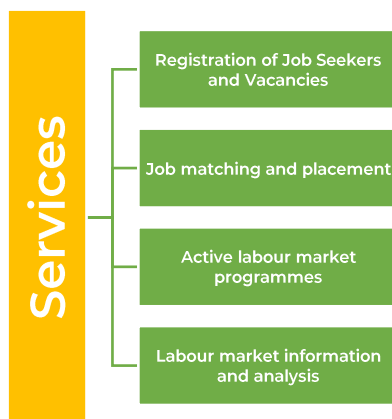 Services
Registration of Job Seekers
and Vacancies
Job matching and placement
Active labour market
programmes
Labour market information
and analysis